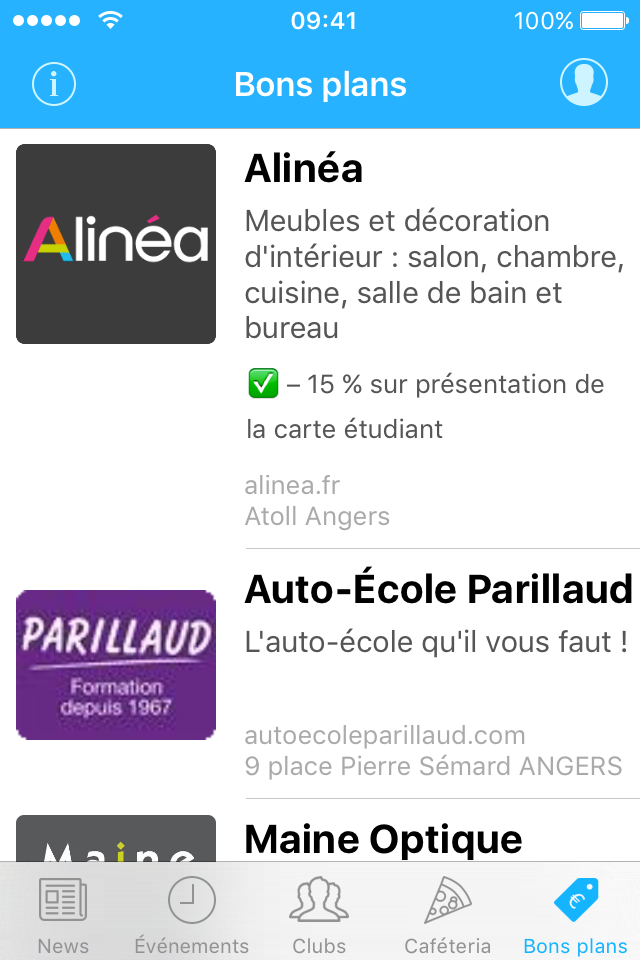 09:41
100%
i
Bons plans
Alinéa
Alinéa
Meubles et décoration
d'intérieur : salon, chambre,
cuisine, salle de bain et
bureau
✅ – 15 % sur présentation de
la carte étudiant
alinea.fr
Atoll Angers
PARILLAUD
Formation
depuis 1967
Auto-École Parillaud
L'auto-école qu'il vous faut !
autoecoleparillaud.com
9 place Pierre Sémard ANGERS
Maine
Maine Optique
€
News
Événements
Clubs
Caféteria
Bons plans